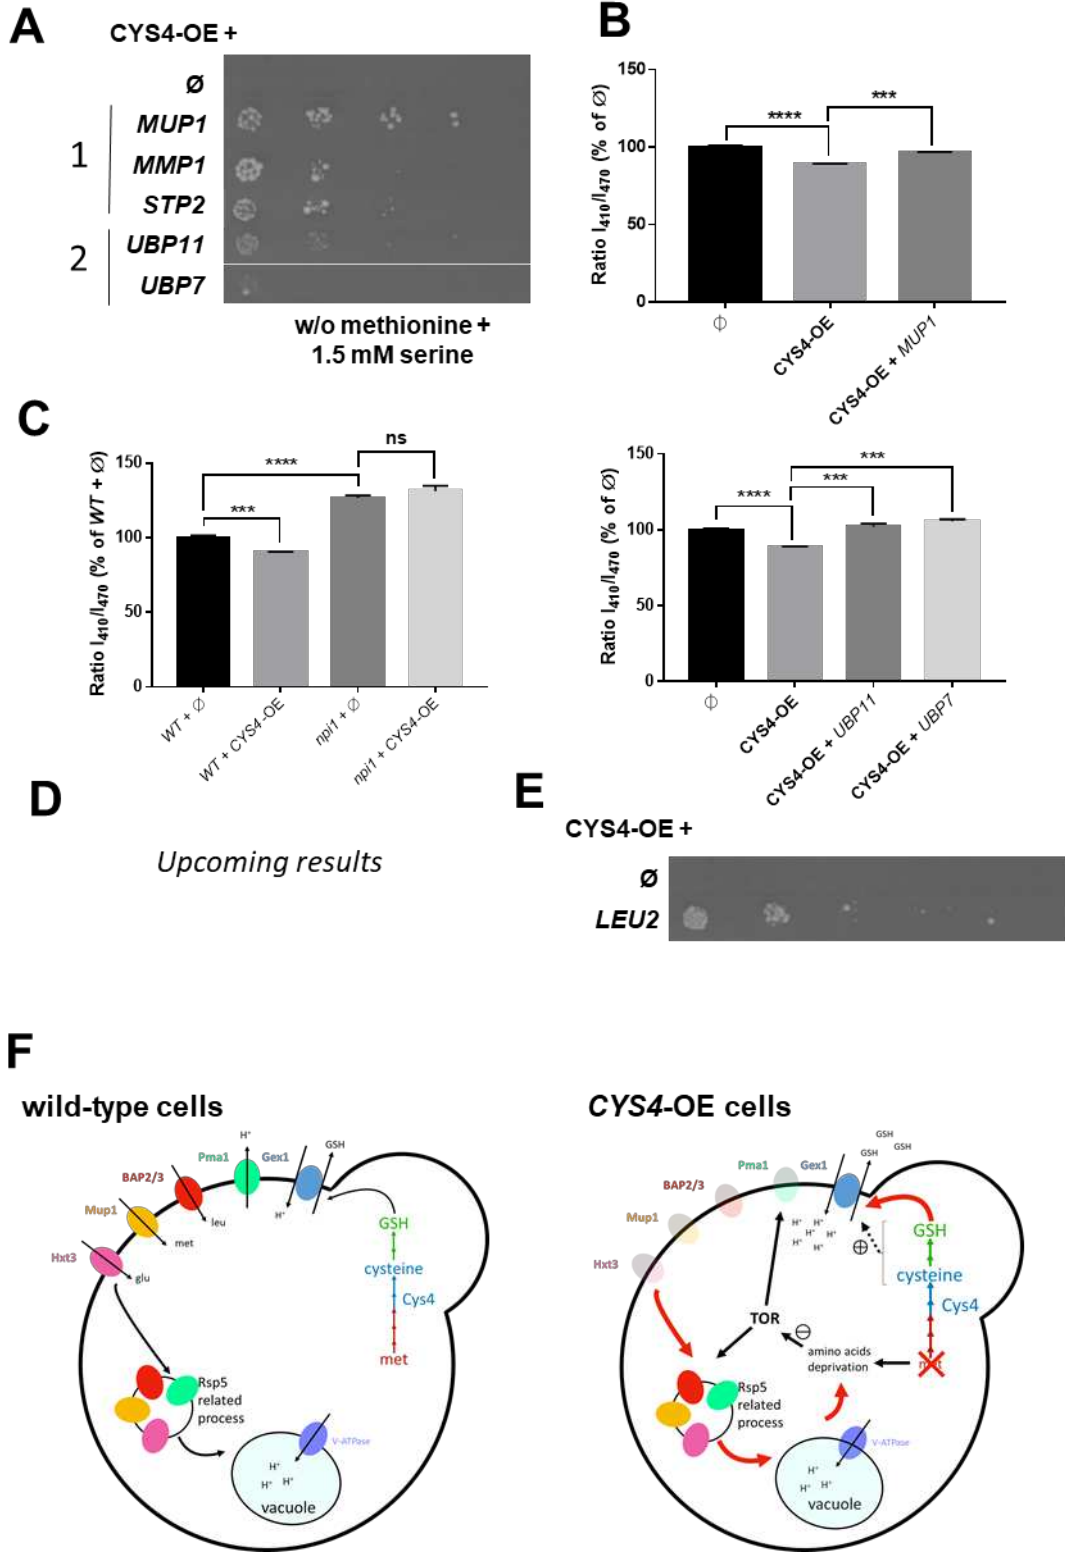 A
CYS4-OE +
Ø
MUP1
MMP1
STP2
UBP11
UBP7
1
2
w/o methionine +
1.5 mM serine
B
Ratio I410/I470 (% of Ø)
150
100
50
0
****
***
Ø
CYS4-OE
CYS4-OE + MUP1
C
Ratio I410/I470 (% of WT + Ø)
150
100
50
0
***
****
ns
WT + Ø
WT + CYS4-OE
npi1 + Ø
npi1 + CYS4-OE
Ratio I410/I470 (% of Ø)
150
100
50
0
****
***
***
Ø
CYS4-OE
CYS4-OE + UBP11
CYS4-OE + UBP7
D
Upcoming results
E
CYS4-OE +
Ø
LEU2
F
wild-type cells
H+
GSH
Pma1
Gex1
BAP2/3
H+
leu
Mup1
met
Hxt3
glu
GSH
cysteine
Cys4
met
Rsp5
related
process
V-ATPase
H+
H+ H+
vacuole
CYS4-OE cells
GSH
GSH
GSH
Pma1
Gex1
BAP2/3
Mup1
Hxt3
H+ H+
H+ H+
H+
GSH
cysteine
Cys4
met
TOR
amino acids
deprivation
Rsp5
related
process
V-ATPase
H+
H+ H+
vacuole